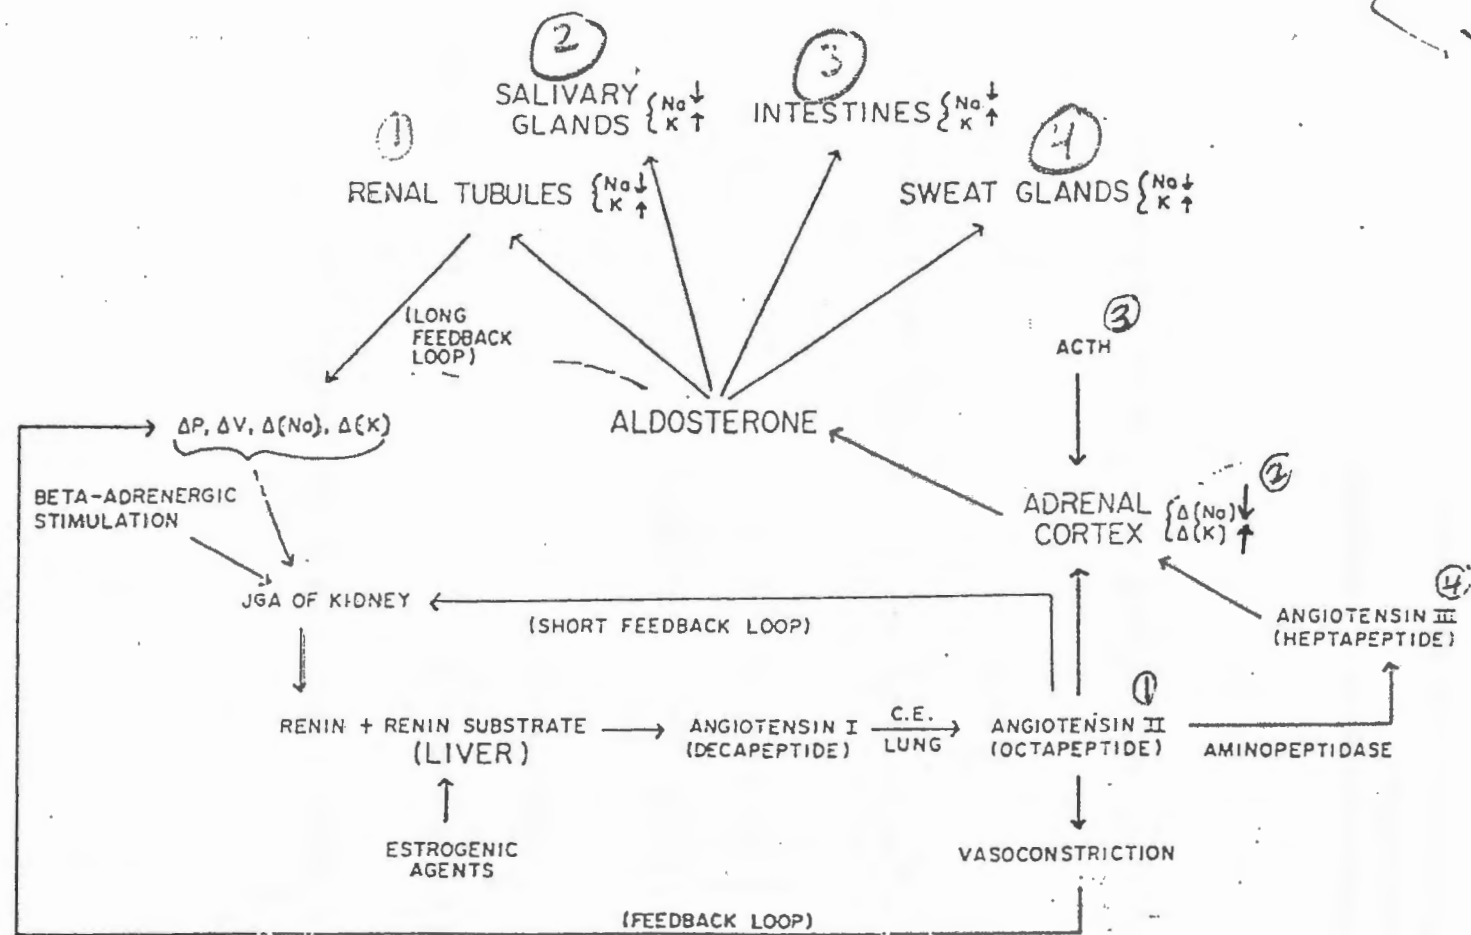 ②
③
SALIVARY {Na ↓
GLANDS {K ↑
INTESTINES {Na ↓
K ↑
①
④
RENAL TUBULES {Na ↓
K ↑
SWEAT GLANDS {Na ↓
K ↑
(LONG
FEEDBACK
LOOP)
③
ACTH
ΔP, ΔV, Δ(Na), Δ(K)
ALDOSTERONE
②
BETA-ADRENERGIC
STIMULATION
ADRENAL {Δ(Na) ↓
CORTEX {Δ(K) ↑
④
JGA OF KIDNEY
(SHORT FEEDBACK LOOP)
ANGIOTENSIN III
(HEPTAPEPTIDE)
①
RENIN + RENIN SUBSTRATE
(LIVER)
ANGIOTENSIN I
(DECAPEPTIDE)
C.E.
LUNG
ANGIOTENSIN II
(OCTAPEPTIDE)
AMINOPEPTIDASE
ESTROGENIC
AGENTS
VASOCONSTRICTION
(FEEDBACK LOOP)